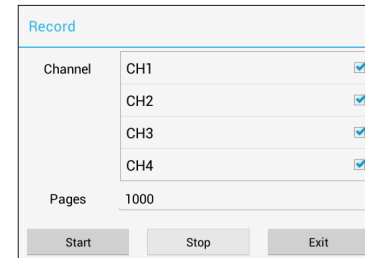 Record
Channel CH1
CH2
CH3
CH4
Pages 1000
Start Stop Exit